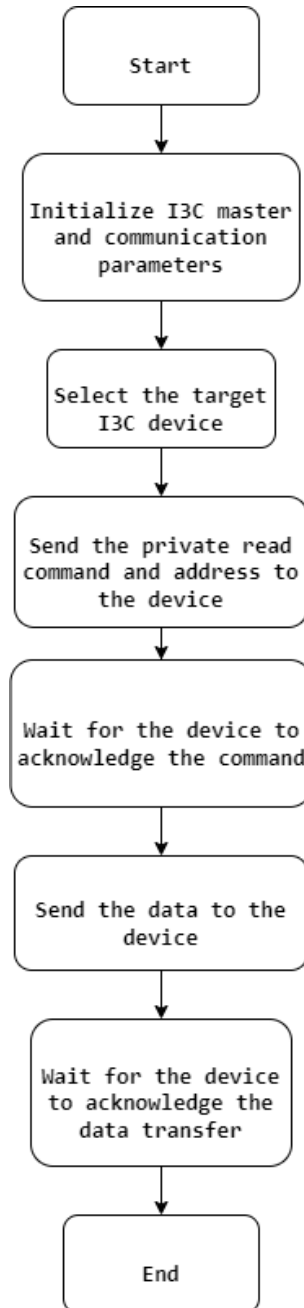 Start
Initialize I3C master
and communication
parameters
Select the target
I3C device
Send the private read
command and address to
the device
Wait for the device to
acknowledge the command
Send the data to the
device
Wait for the device
to acknowledge the
data transfer
End